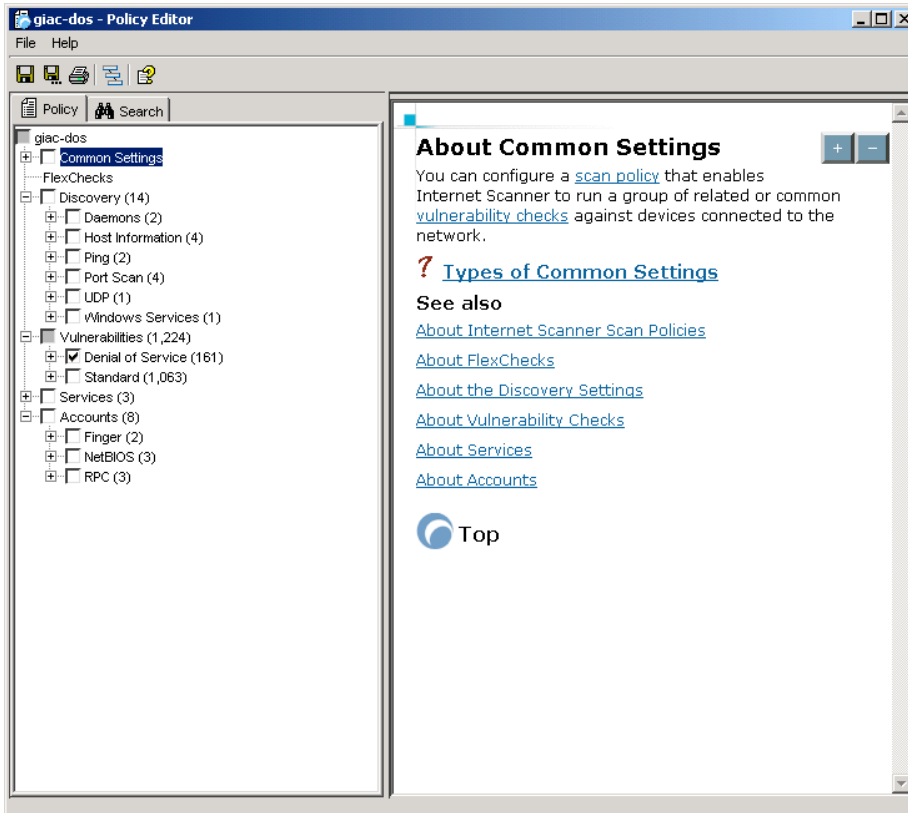 giac-dos - Policy Editor
File Help
Policy Search
giac-dos
Common Settings
FlexChecks
Discovery (14)
Daemons (2)
Host Information (4)
Ping (2)
Port Scan (4)
UDP (1)
Windows Services (1)
Vulnerabilities (1,224)
Denial of Service (161)
Standard (1,063)
Services (3)
Accounts (8)
Finger (2)
NetBIOS (3)
RPC (3)
About Common Settings
You can configure a scan policy that enables
Internet Scanner to run a group of related or common
vulnerability checks against devices connected to the
network.
? Types of Common Settings
See also
About Internet Scanner Scan Policies
About FlexChecks
About the Discovery Settings
About Vulnerability Checks
About Services
About Accounts
Top